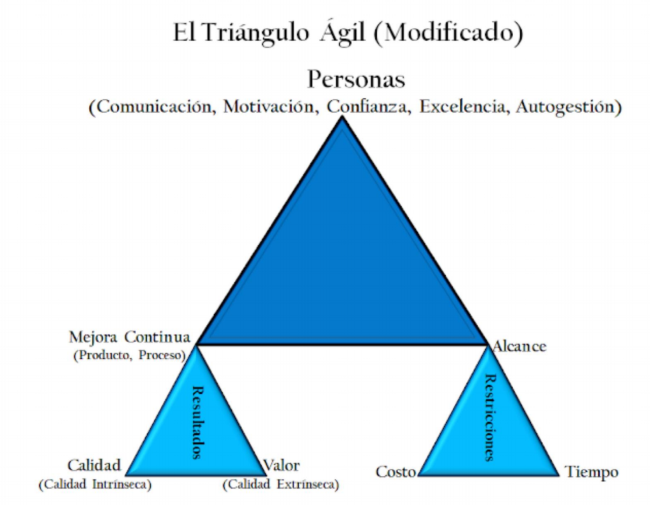 El Triángulo Ágil (Modificado)
Personas
(Comunicación, Motivación, Confianza, Excelencia, Autogestión)
Mejora Continua
(Producto, Proceso)
Alcance
Resultados
Restricciones
Calidad
(Calidad Intrínseca)
Valor
(Calidad Extrínseca)
Costo
Tiempo